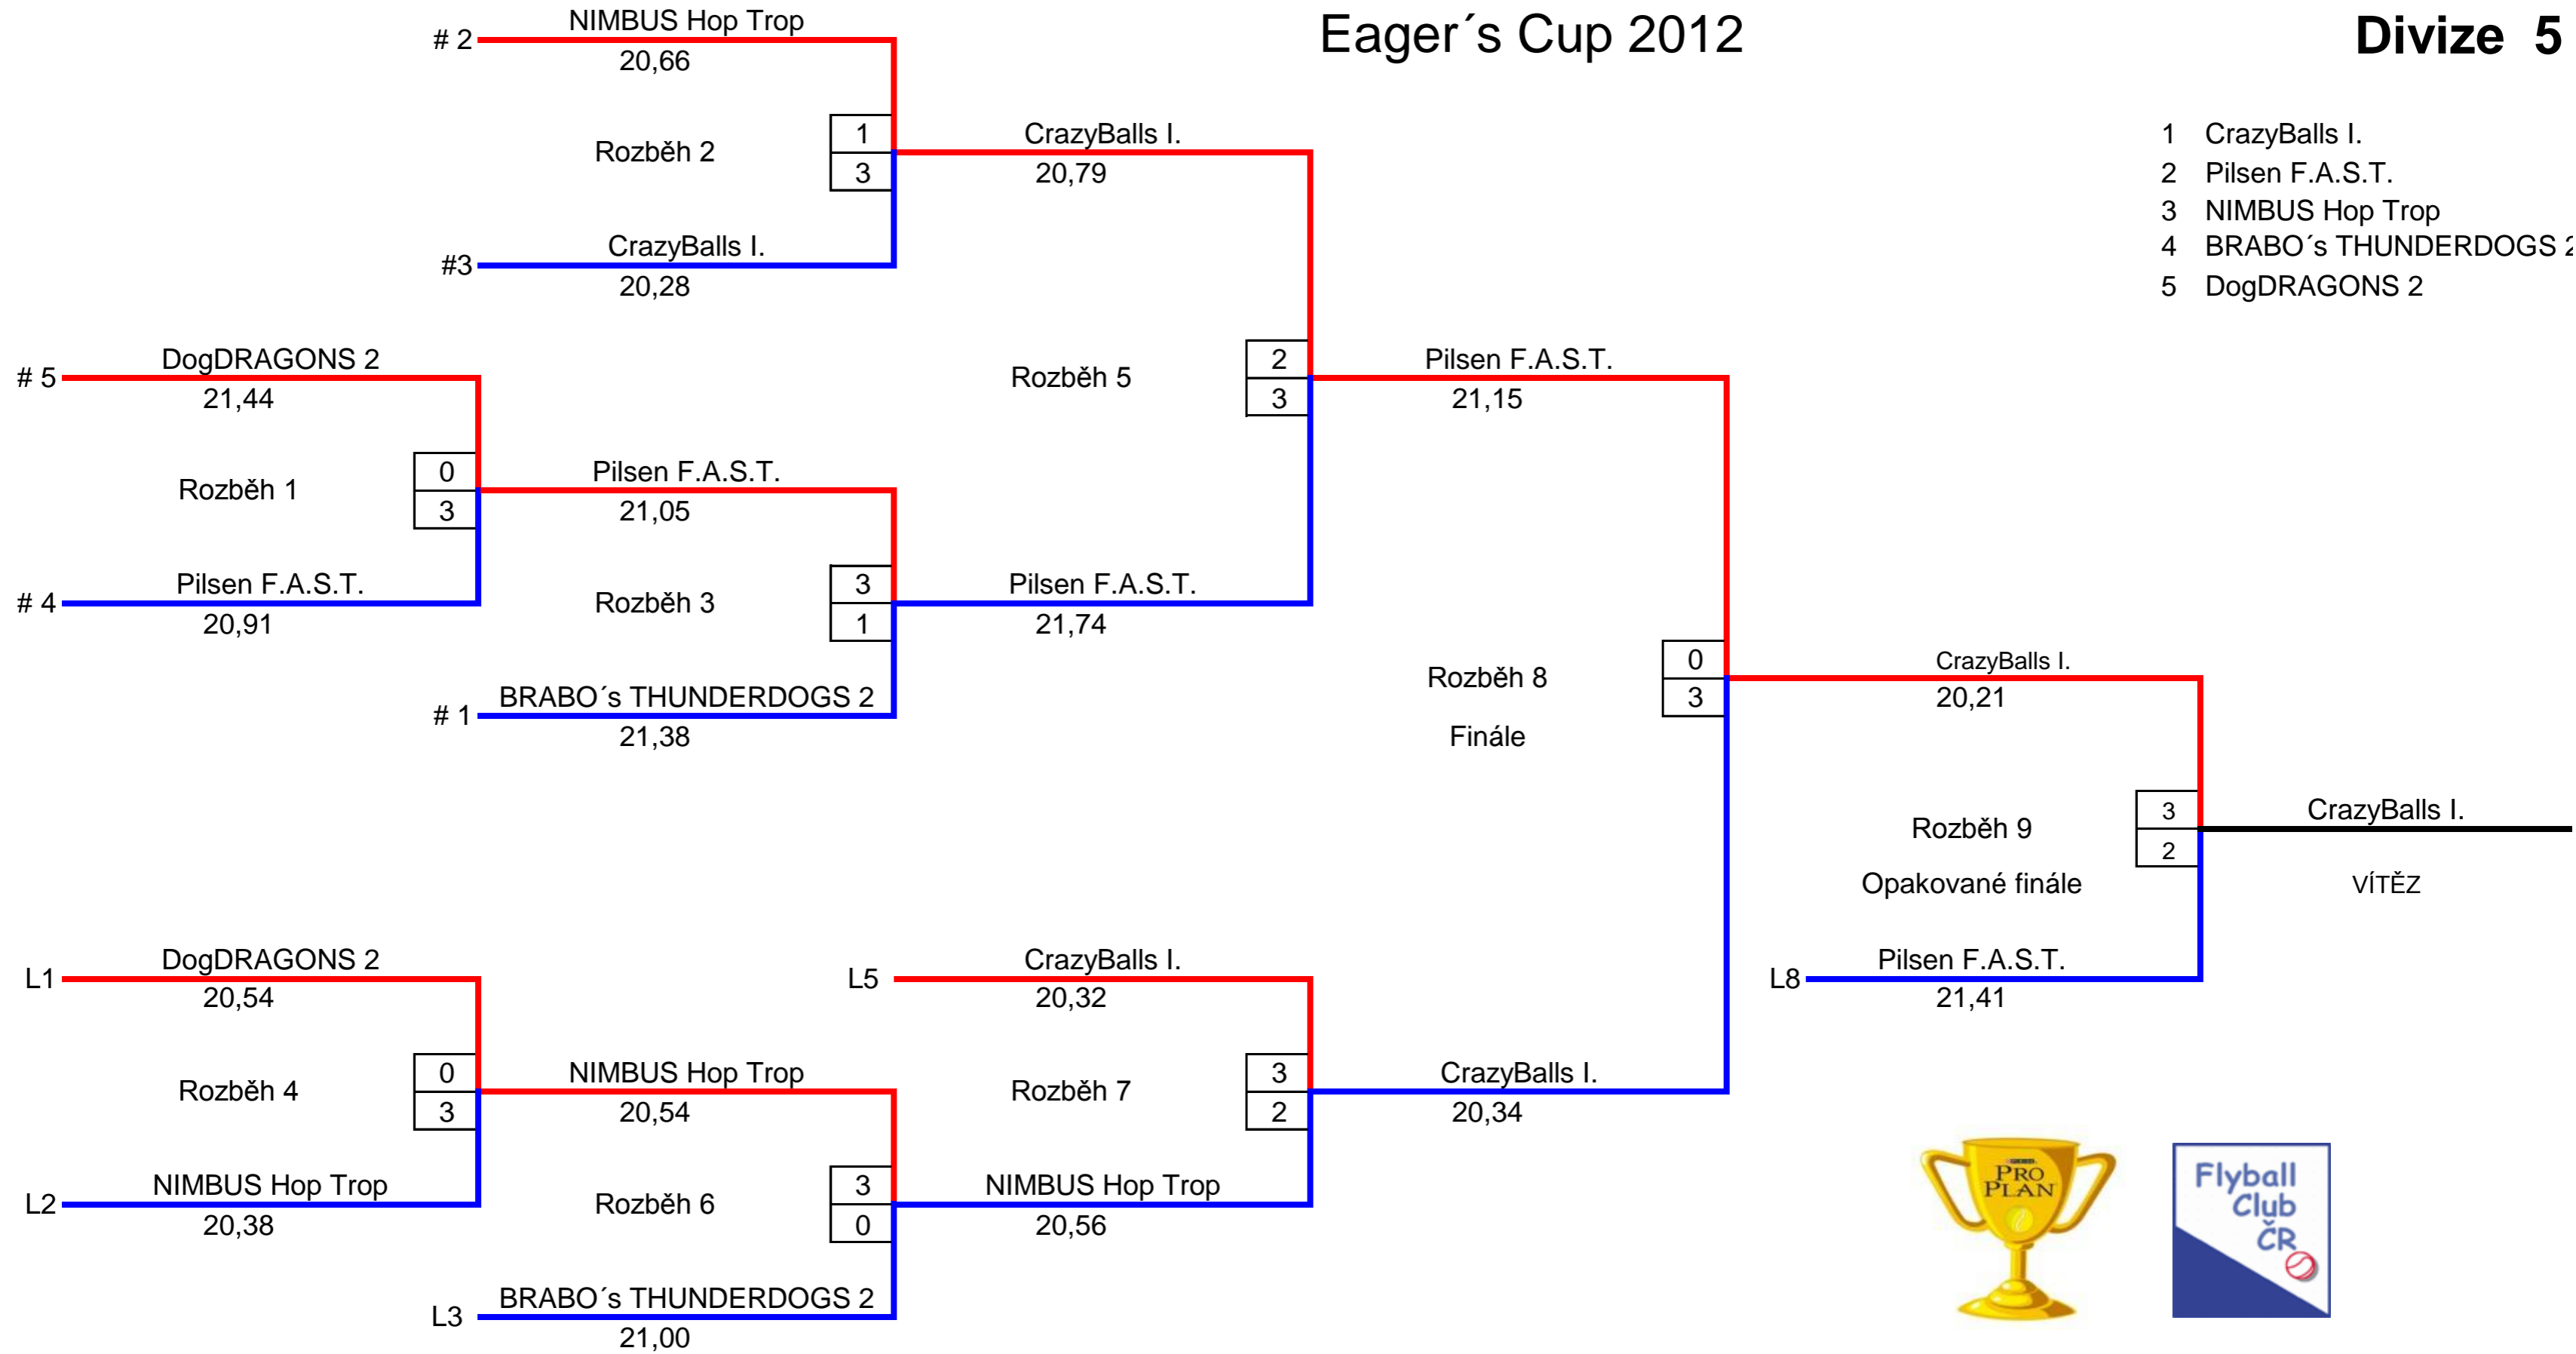 Eager´s Cup 2012
Divize 5
# 2
NIMBUS Hop Trop
20,66
Rozběh 2
1
3
#3
CrazyBalls I.
20,28
CrazyBalls I.
20,79
1 CrazyBalls I.
2 Pilsen F.A.S.T.
3 NIMBUS Hop Trop
4 BRABO´s THUNDERDOGS 2
5 DogDRAGONS 2
# 5
DogDRAGONS 2
21,44
Rozběh 1
0
3
# 4
Pilsen F.A.S.T.
20,91
Pilsen F.A.S.T.
21,05
Rozběh 3
3
1
# 1
BRABO´s THUNDERDOGS 2
21,38
Rozběh 5
2
3
Pilsen F.A.S.T.
21,74
Pilsen F.A.S.T.
21,15
Rozběh 8
0
3
Finále
CrazyBalls I.
20,21
Rozběh 9
3
2
Opakované finále
CrazyBalls I.
VÍTĚZ
L8
Pilsen F.A.S.T.
21,41
L1
DogDRAGONS 2
20,54
Rozběh 4
0
3
L2
NIMBUS Hop Trop
20,38
NIMBUS Hop Trop
20,54
Rozběh 6
3
0
L3
BRABO´s THUNDERDOGS 2
21,00
L5
CrazyBalls I.
20,32
Rozběh 7
3
2
NIMBUS Hop Trop
20,56
CrazyBalls I.
20,34
PRO
PLAN
Flyball
Club
ČR